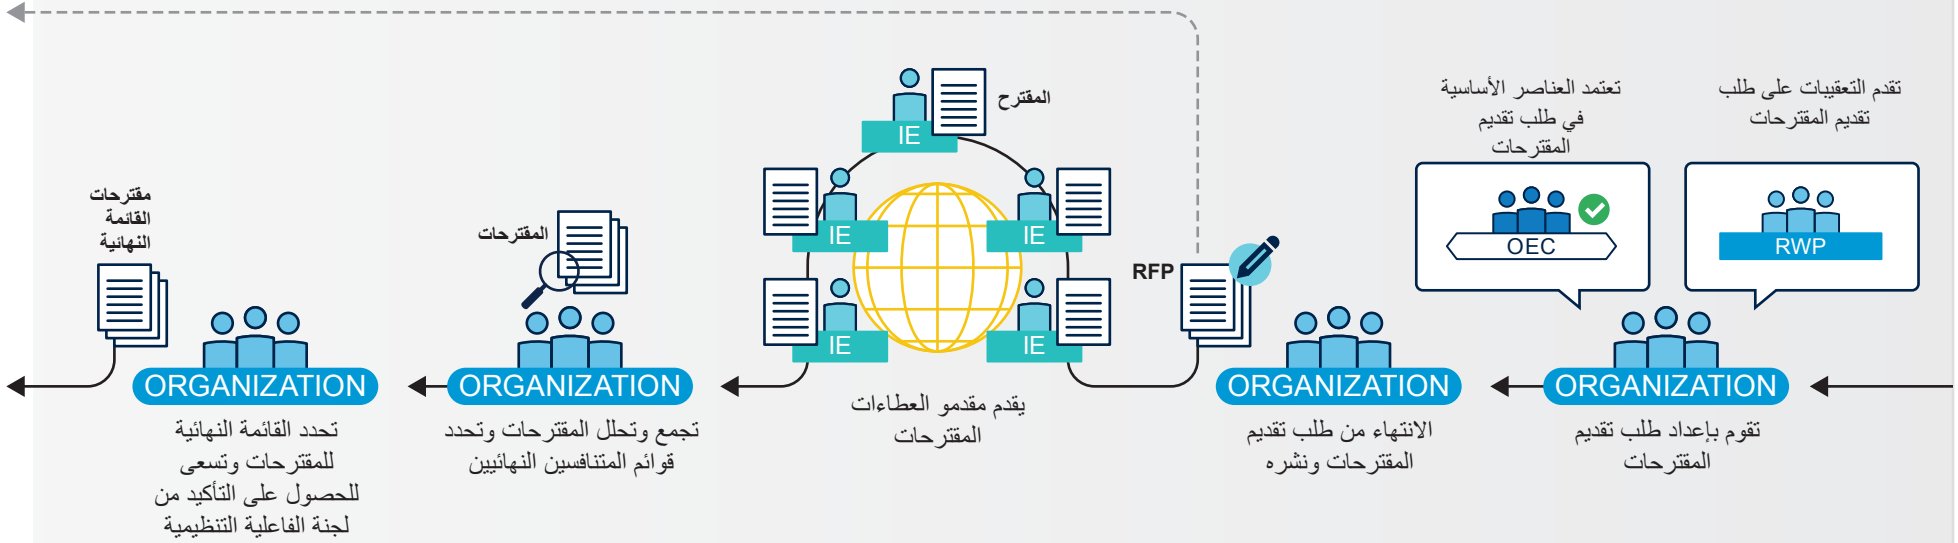 تقدم التعقيبات على طلب
تقديم المقترحات
RWP
ORGANIZATION
تقوم بإعداد طلب تقديم
المقترحات
تعتمد العناصر الأساسية
في طلب تقديم
المقترحات
OEC
ORGANIZATION
الانتهاء من طلب تقديم
المقترحات ونشره
RFP
المقترح
IE
IE
IE
IE
IE
يقدم مقدمو العطاءات
المقترحات
المقترحات
ORGANIZATION
تجمع وتحلل المقترحات وتحدد
قوائم المتنافسين النهائيين
ORGANIZATION
تحدد القائمة النهائية
للمقترحات وتسعى
للحصول على التأكيد من
لجنة الفاعلية التنظيمية
مقترحات
القائمة
النهائية